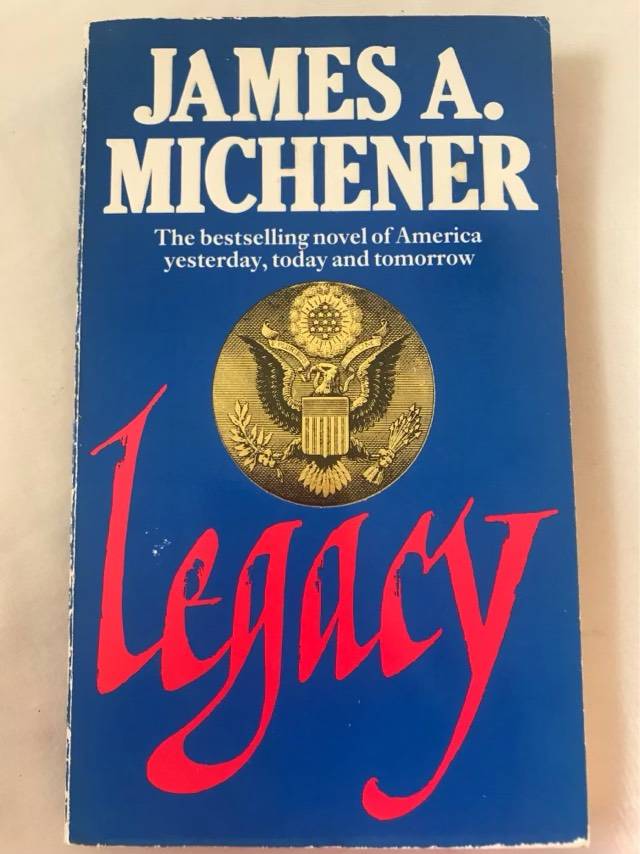 JAMES A.
MICHENER
The bestselling novel of America
yesterday, today and tomorrow
legacy